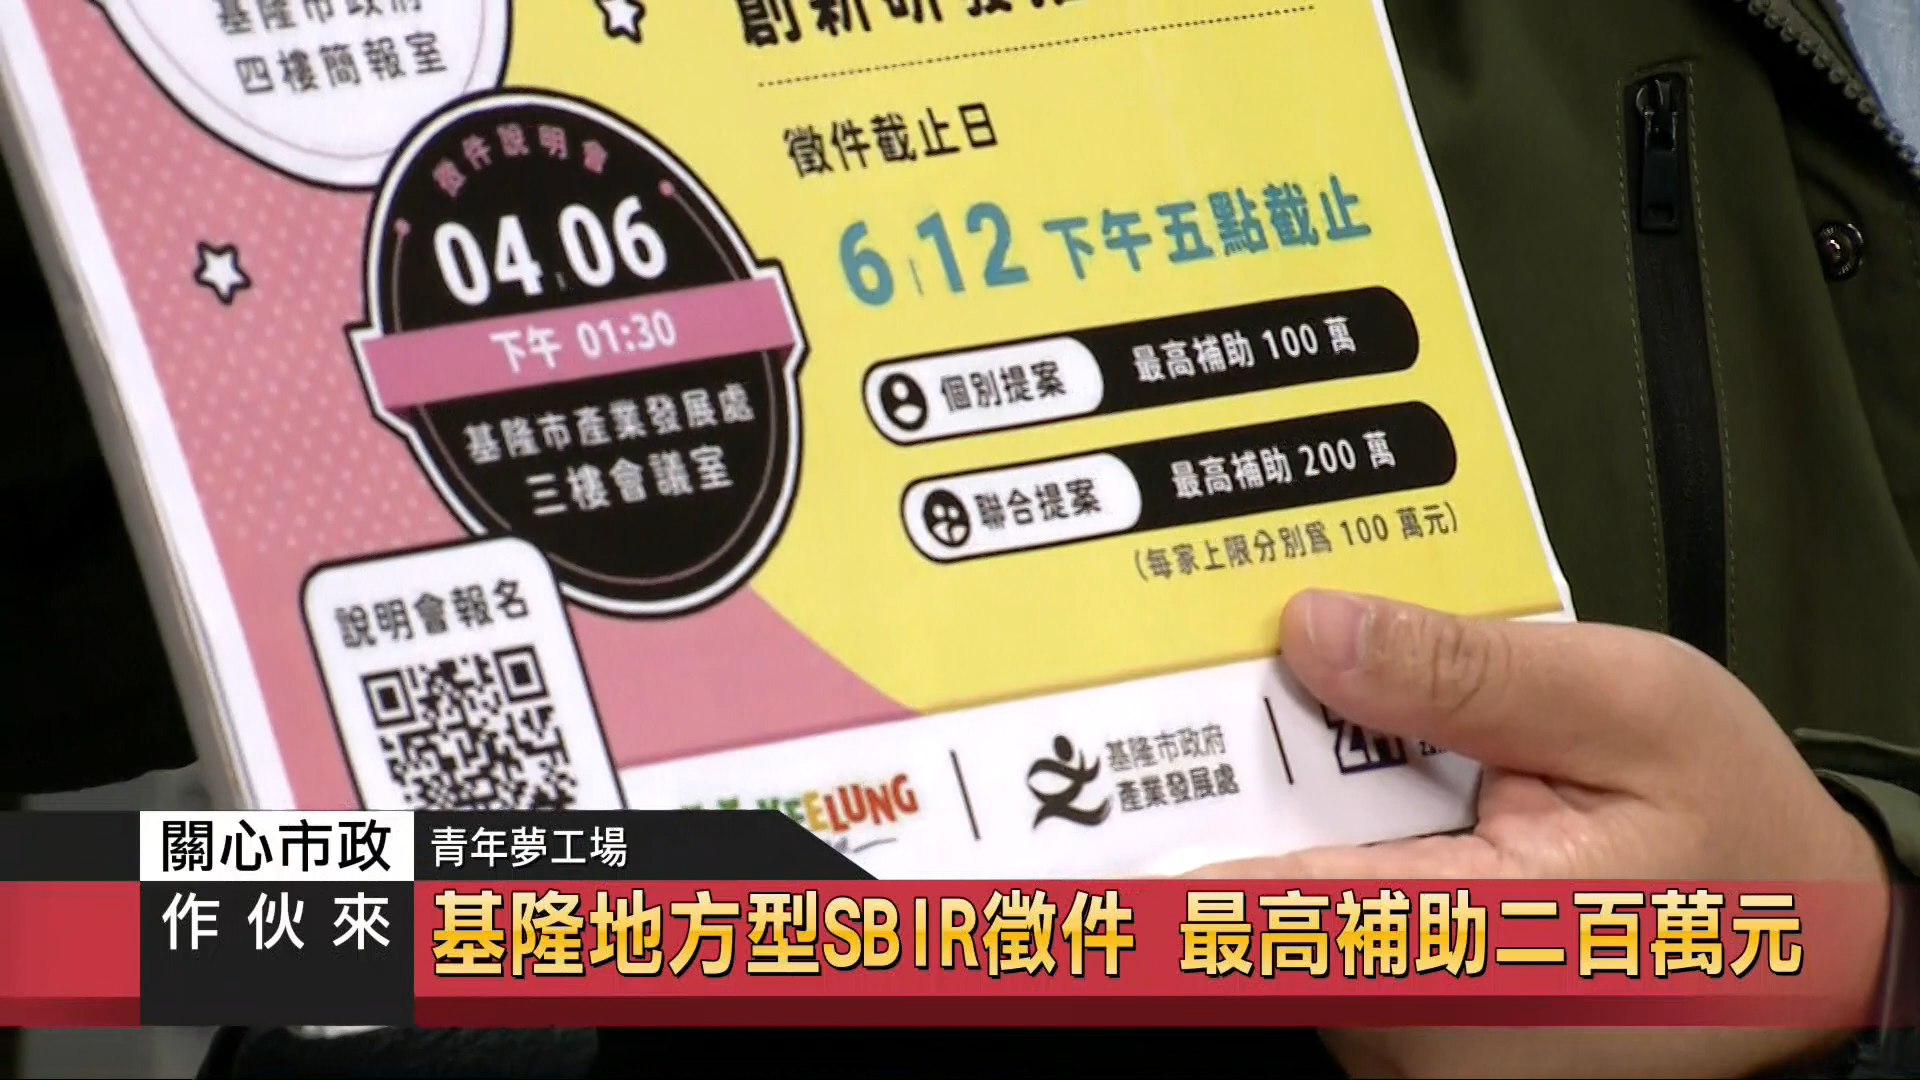 基隆市政府
四樓簡報室
創新研發
徵件截止日
6/12 下午五點截止
個別提案 最高補助 100 萬
聯合提案 最高補助 200 萬
(每家上限分別為 100 萬元)
徵件說明會
04/06
下午 01:30
基隆市產業發展處
三樓會議室
說明會報名
KEELUNG
基隆市政府
產業發展處
關心市政
作伙來
青年夢工場
基隆地方型SBIR徵件 最高補助二百萬元